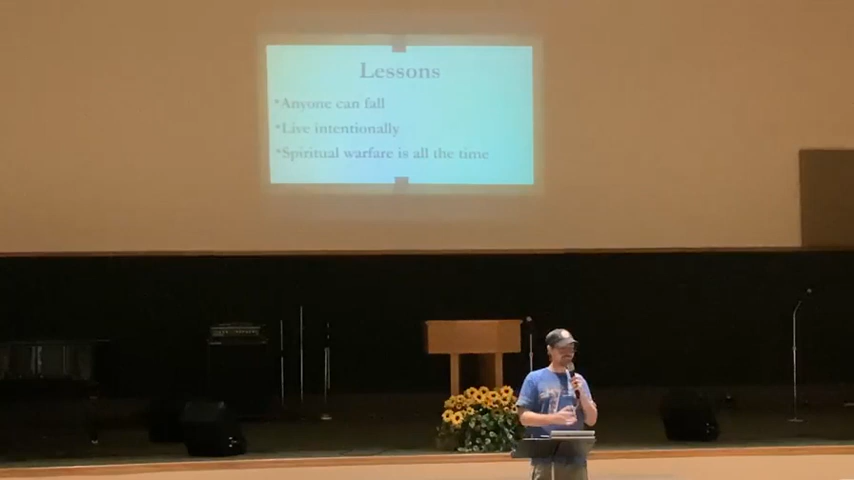 Lessons
*Anyone can fall
*Live intentionally
*Spiritual warfare is all the time